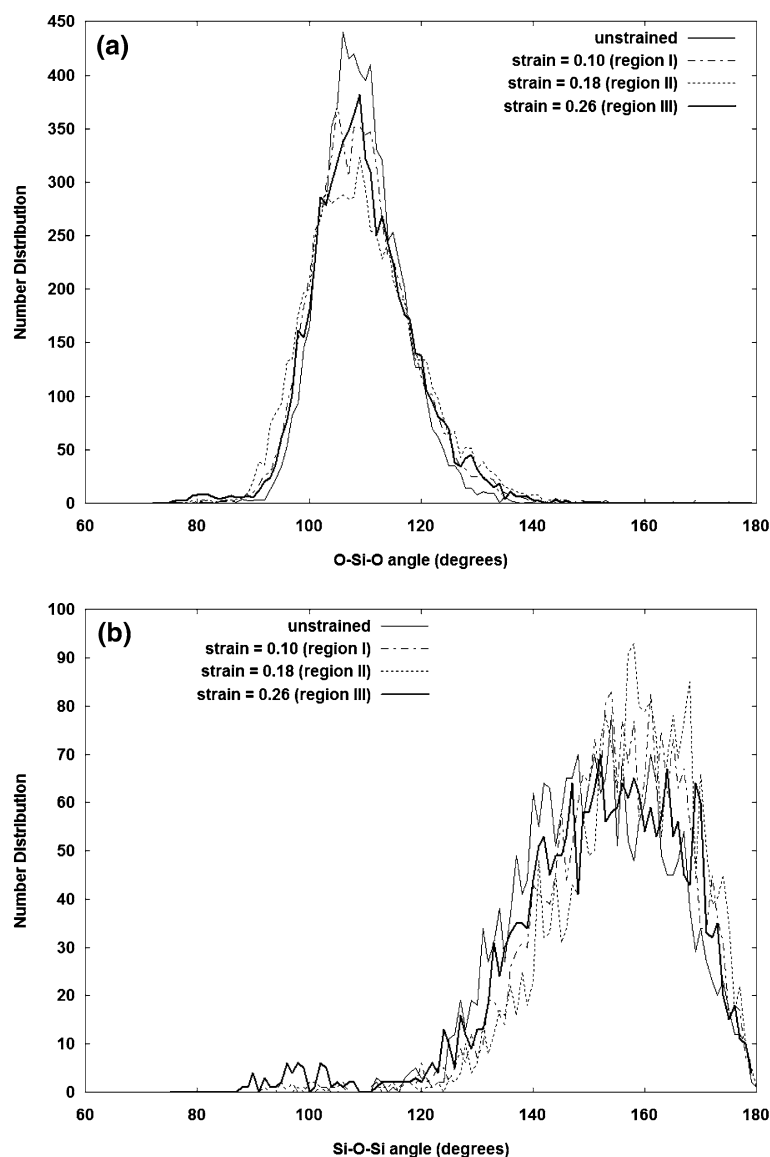 (a)
unstrained
strain = 0.10 (region I)
strain = 0.18 (region II)
strain = 0.26 (region III)
Number Distribution
450
400
350
300
250
200
150
100
50
0
60 80 100 120 140 160 180
O-Si-O angle (degrees)
(b)
unstrained
strain = 0.10 (region I)
strain = 0.18 (region II)
strain = 0.26 (region III)
Number Distribution
100
90
80
70
60
50
40
30
20
10
0
60 80 100 120 140 160 180
Si-O-Si angle (degrees)